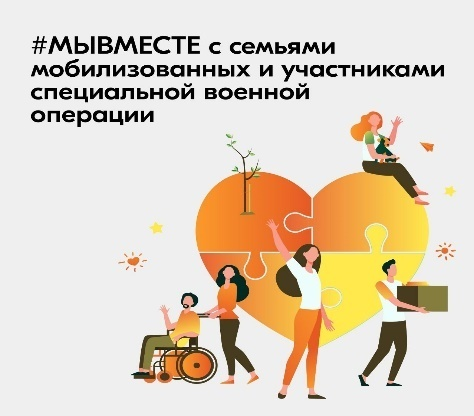 #МЫВМЕСТЕ с семьями
мобилизованных и участниками
специальной военной
операции